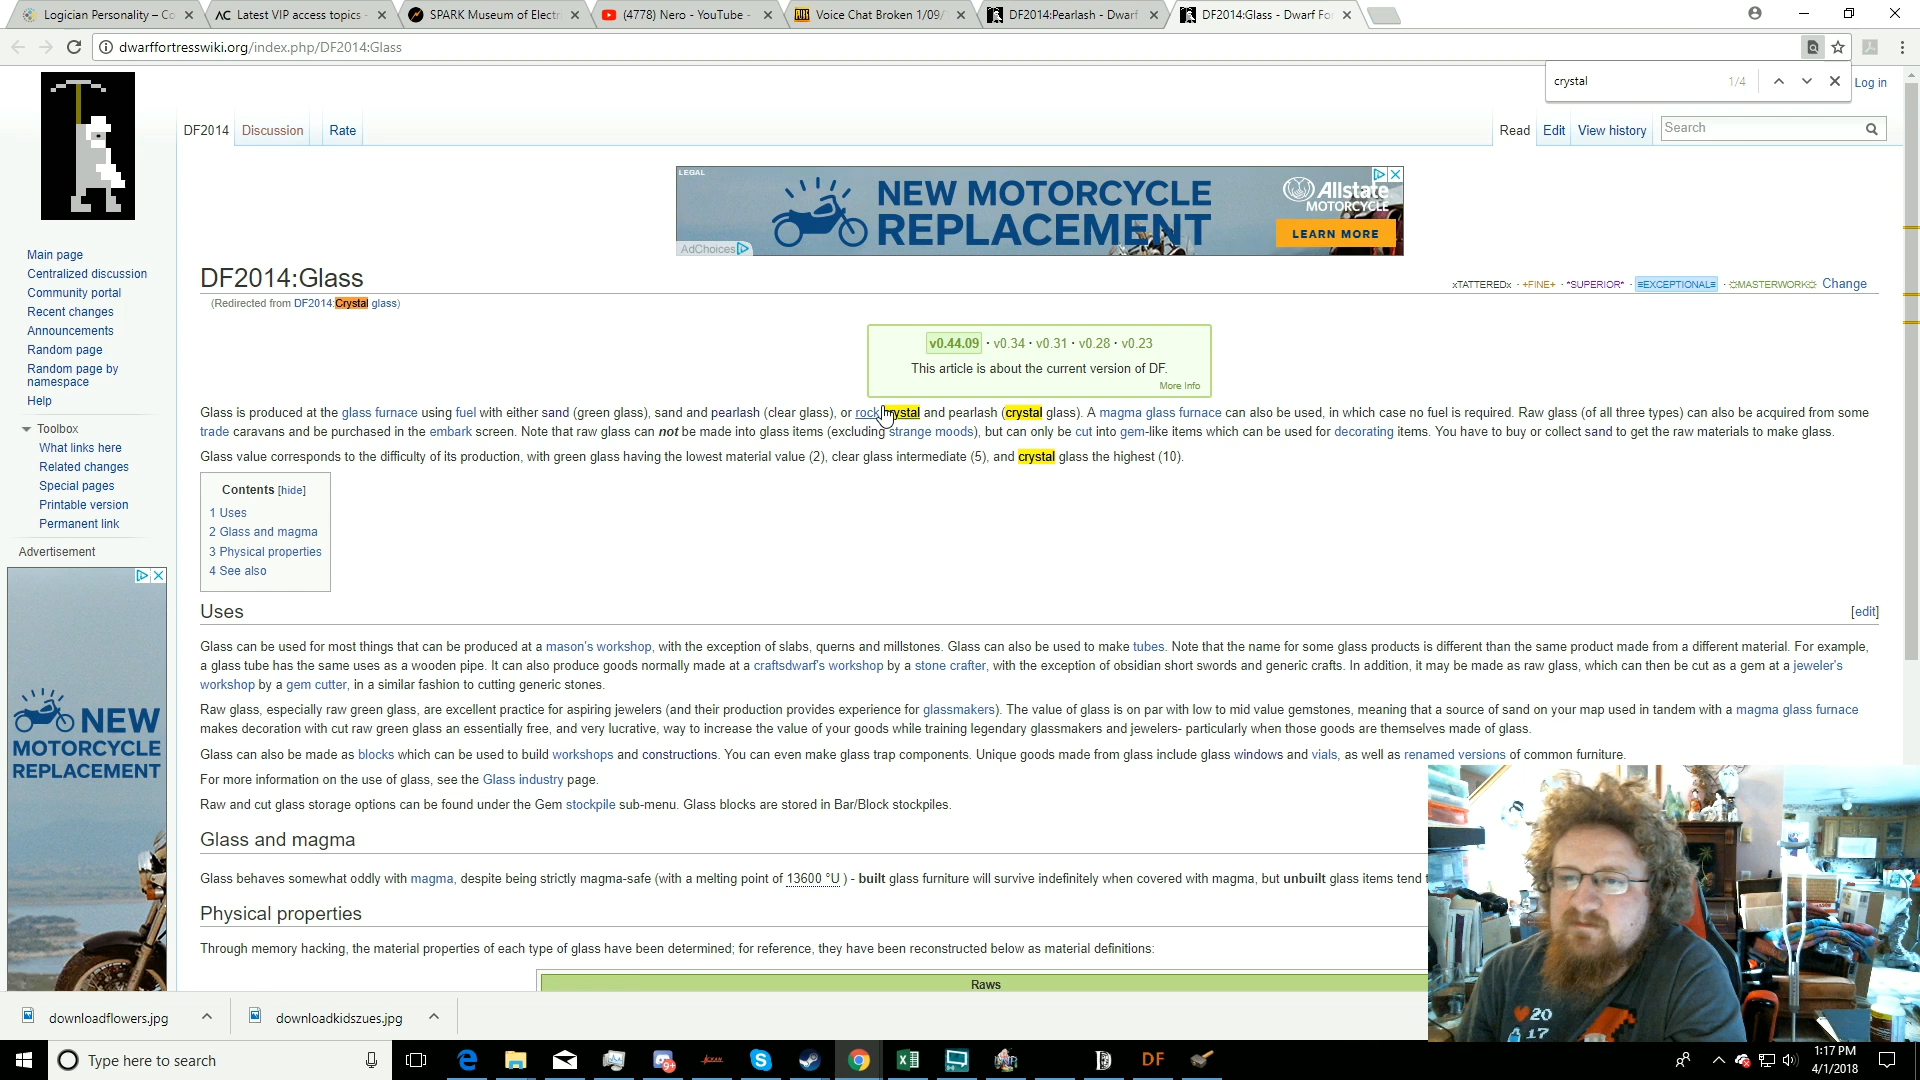 Logician Personality – Co
Latest VIP access topics -
SPARK Museum of Electr
(4778) Nero - YouTube -
Voice Chat Broken 1/09/
DF2014:Pearlash - Dwarf
DF2014:Glass - Dwarf Fo
dwarffortresswiki.org/index.php/DF2014:Glass
crystal 1/4
Log in
DF2014 Discussion Rate
Read Edit View history Search
LEGAL
NEW MOTORCYCLE
REPLACEMENT
Allstate
MOTORCYCLE
LEARN MORE
AdChoices
Main page
Centralized discussion
Community portal
Recent changes
Announcements
Random page
Random page by
namespace
Help
Toolbox
What links here
Related changes
Special pages
Printable version
Permanent link
Advertisement
NEW
MOTORCYCLE
REPLACEMENT
DF2014:Glass
xTATTEREDx · +FINE+ · *SUPERIOR* · ≡EXCEPTIONAL≡ · ☼MASTERWORK☼ Change
(Redirected from DF2014:Crystal glass)
v0.44.09 · v0.34 · v0.31 · v0.28 · v0.23
This article is about the current version of DF.
More Info
Glass is produced at the glass furnace using fuel with either sand (green glass), sand and pearlash (clear glass), or rock crystal and pearlash (crystal glass). A magma glass furnace can also be used, in which case no fuel is required. Raw glass (of all three types) can also be acquired from some
trade caravans and be purchased in the embark screen. Note that raw glass can not be made into glass items (excluding strange moods), but can only be cut into gem-like items which can be used for decorating items. You have to buy or collect sand to get the raw materials to make glass.
Glass value corresponds to the difficulty of its production, with green glass having the lowest material value (2), clear glass intermediate (5), and crystal glass the highest (10).
Contents [hide]
1 Uses
2 Glass and magma
3 Physical properties
4 See also
Uses [edit]
Glass can be used for most things that can be produced at a mason's workshop, with the exception of slabs, querns and millstones. Glass can also be used to make tubes. Note that the name for some glass products is different than the same product made from a different material. For example,
a glass tube has the same uses as a wooden pipe. It can also produce goods normally made at a craftsdwarf's workshop by a stone crafter, with the exception of obsidian short swords and generic crafts. In addition, it may be made as raw glass, which can then be cut as a gem at a jeweler's
workshop by a gem cutter, in a similar fashion to cutting generic stones.
Raw glass, especially raw green glass, are excellent practice for aspiring jewelers (and their production provides experience for glassmakers). The value of glass is on par with low to mid value gemstones, meaning that a source of sand on your map used in tandem with a magma glass furnace
makes decoration with cut raw green glass an essentially free, and very lucrative, way to increase the value of your goods while training legendary glassmakers and jewelers- particularly when those goods are themselves made of glass.
Glass can also be made as blocks which can be used to build workshops and constructions. You can even make glass trap components. Unique goods made from glass include glass windows and vials, as well as renamed versions of common furniture.
For more information on the use of glass, see the Glass industry page.
Raw and cut glass storage options can be found under the Gem stockpile sub-menu. Glass blocks are stored in Bar/Block stockpiles.
Glass and magma
Glass behaves somewhat oddly with magma, despite being strictly magma-safe (with a melting point of 13600 °U ) - built glass furniture will survive indefinitely when covered with magma, but unbuilt glass items tend t
Physical properties
Through memory hacking, the material properties of each type of glass have been determined; for reference, they have been reconstructed below as material definitions:
Raws
20
17
downloadflowers.jpg
downloadkidszues.jpg
Type here to search
DF
1:17 PM
4/1/2018